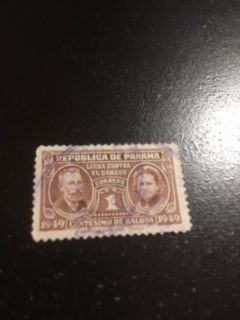 REPUBLICA DE PANAMA
LUCHA CONTRA
EL CANCER
CORREOS
1
1949 CENTESIMO DE BALBOA 1949